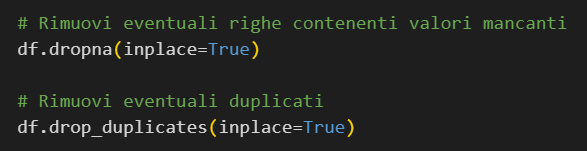 # Rimuovi eventuali righe contenenti valori mancanti
df.dropna(inplace=True)
# Rimuovi eventuali duplicati
df.drop_duplicates(inplace=True)